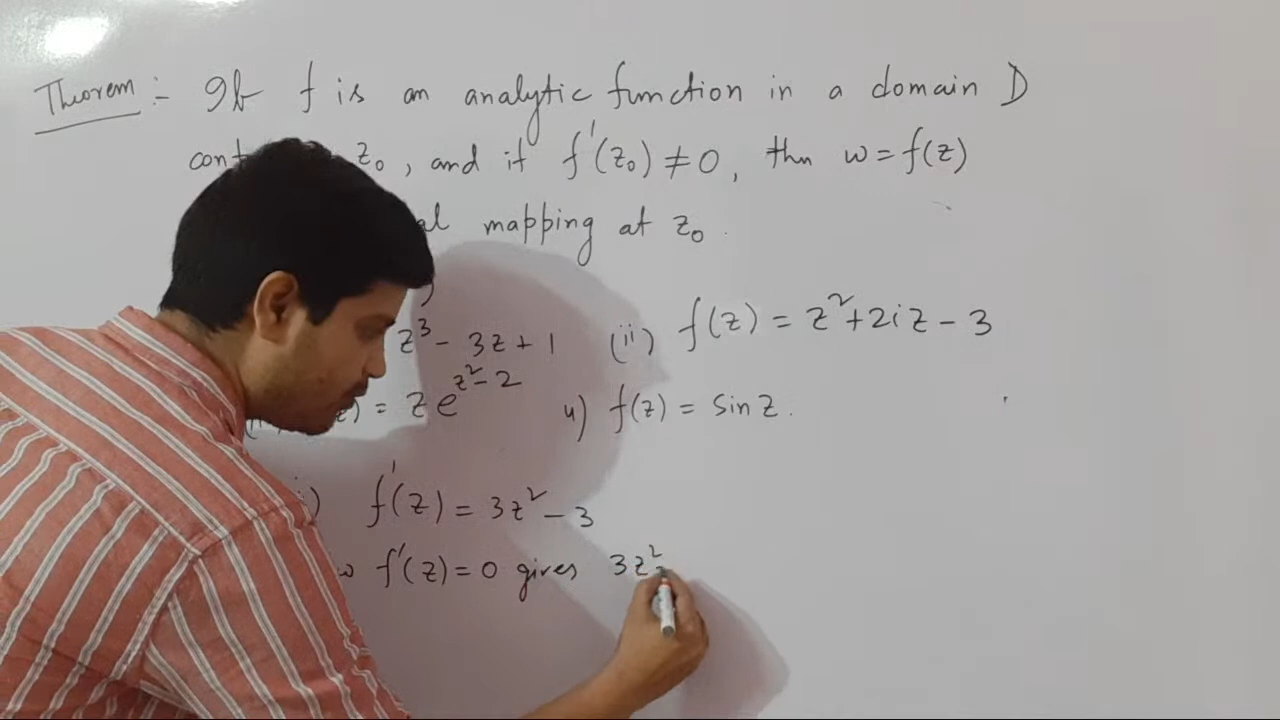 Theorem :- If f is an analytic function in a domain D
z₀, and if f'(z₀) ≠ 0, then w = f(z)
mapping at z₀.
z³ - 3z + 1 (ii) f(z) = z² + 2iz - 3
z) = z e^{z² - 2} 4) f(z) = sin z.
i) f'(z) = 3z² - 3
f'(z) = 0 gives 3z²